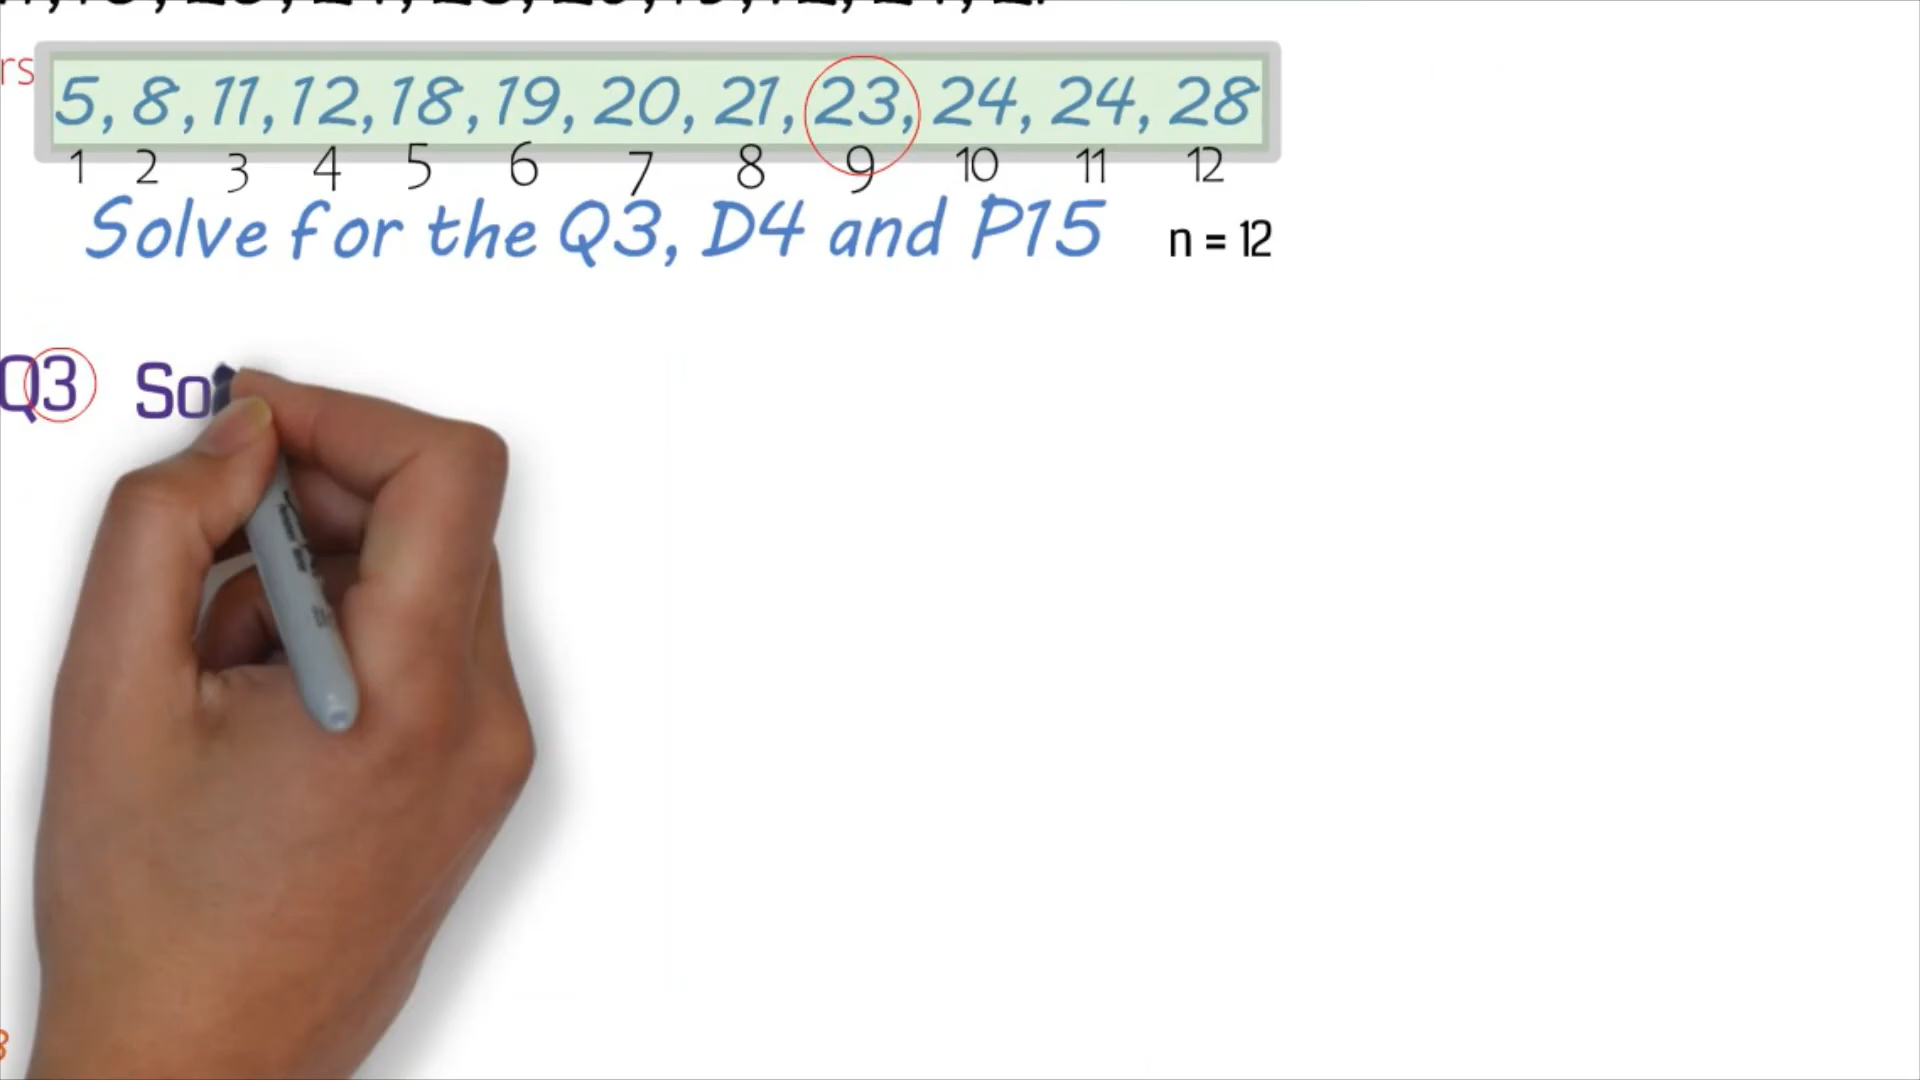 rs 5, 8, 11, 12, 18, 19, 20, 21, 23, 24, 24, 28
1 2 3 4 5 6 7 8 9 10 11 12
Solve for the Q3, D4 and P15 n = 12
Q3 So